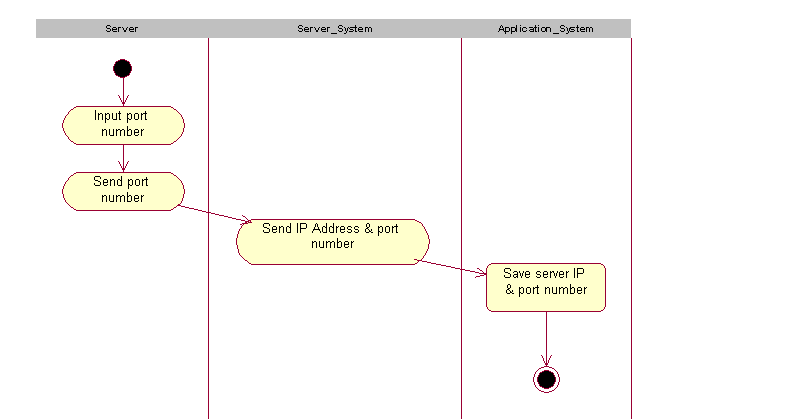 Server
Server_System
Application_System
Input port
number
Send port
number
Send IP Address & port
number
Save server IP
& port number